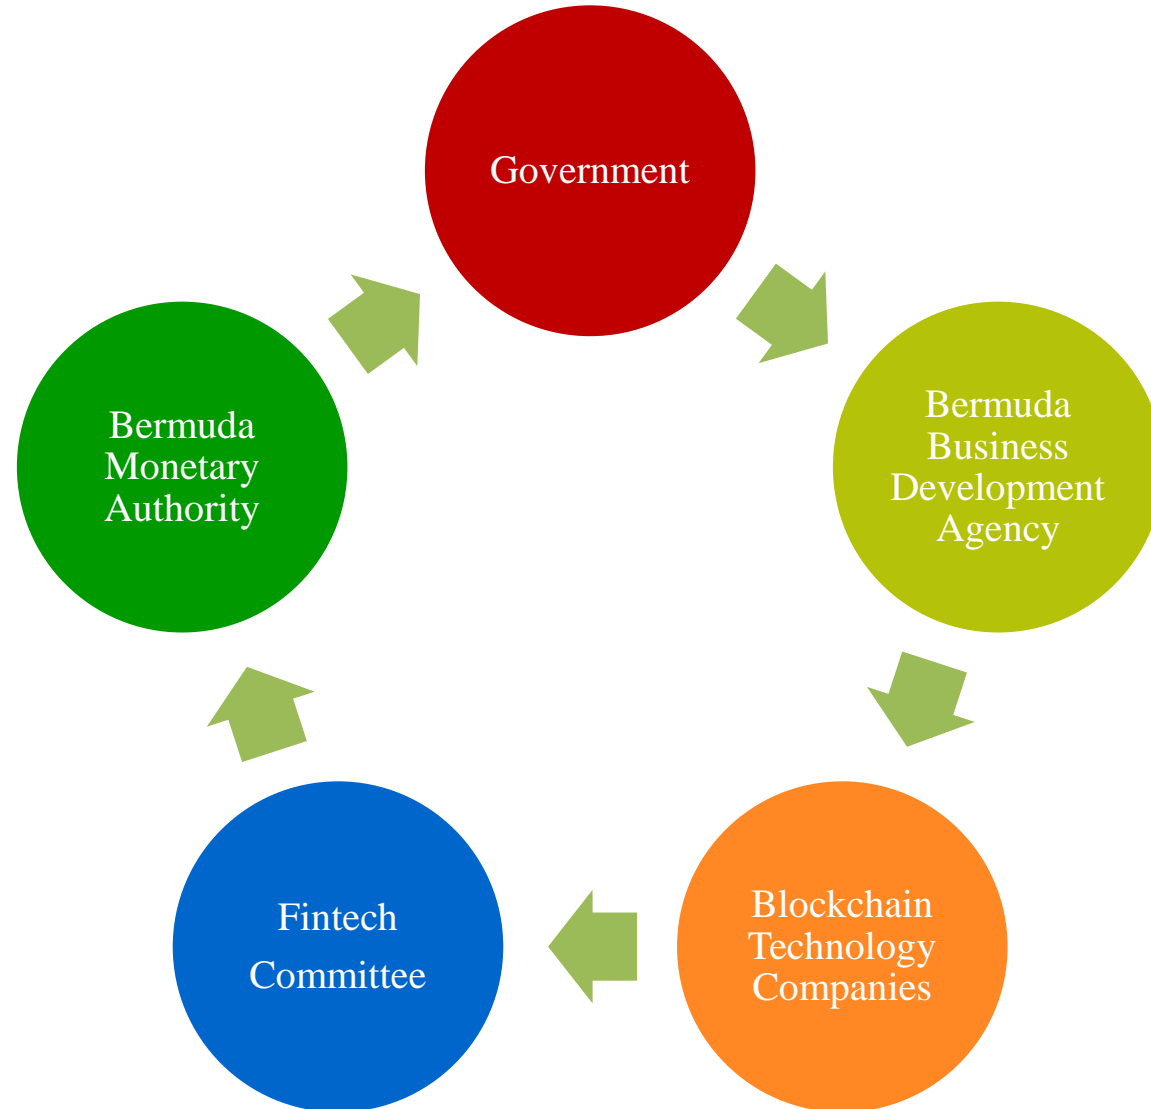 Government
Bermuda
Business
Development
Agency
Blockchain
Technology
Companies
Fintech
Committee
Bermuda
Monetary
Authority